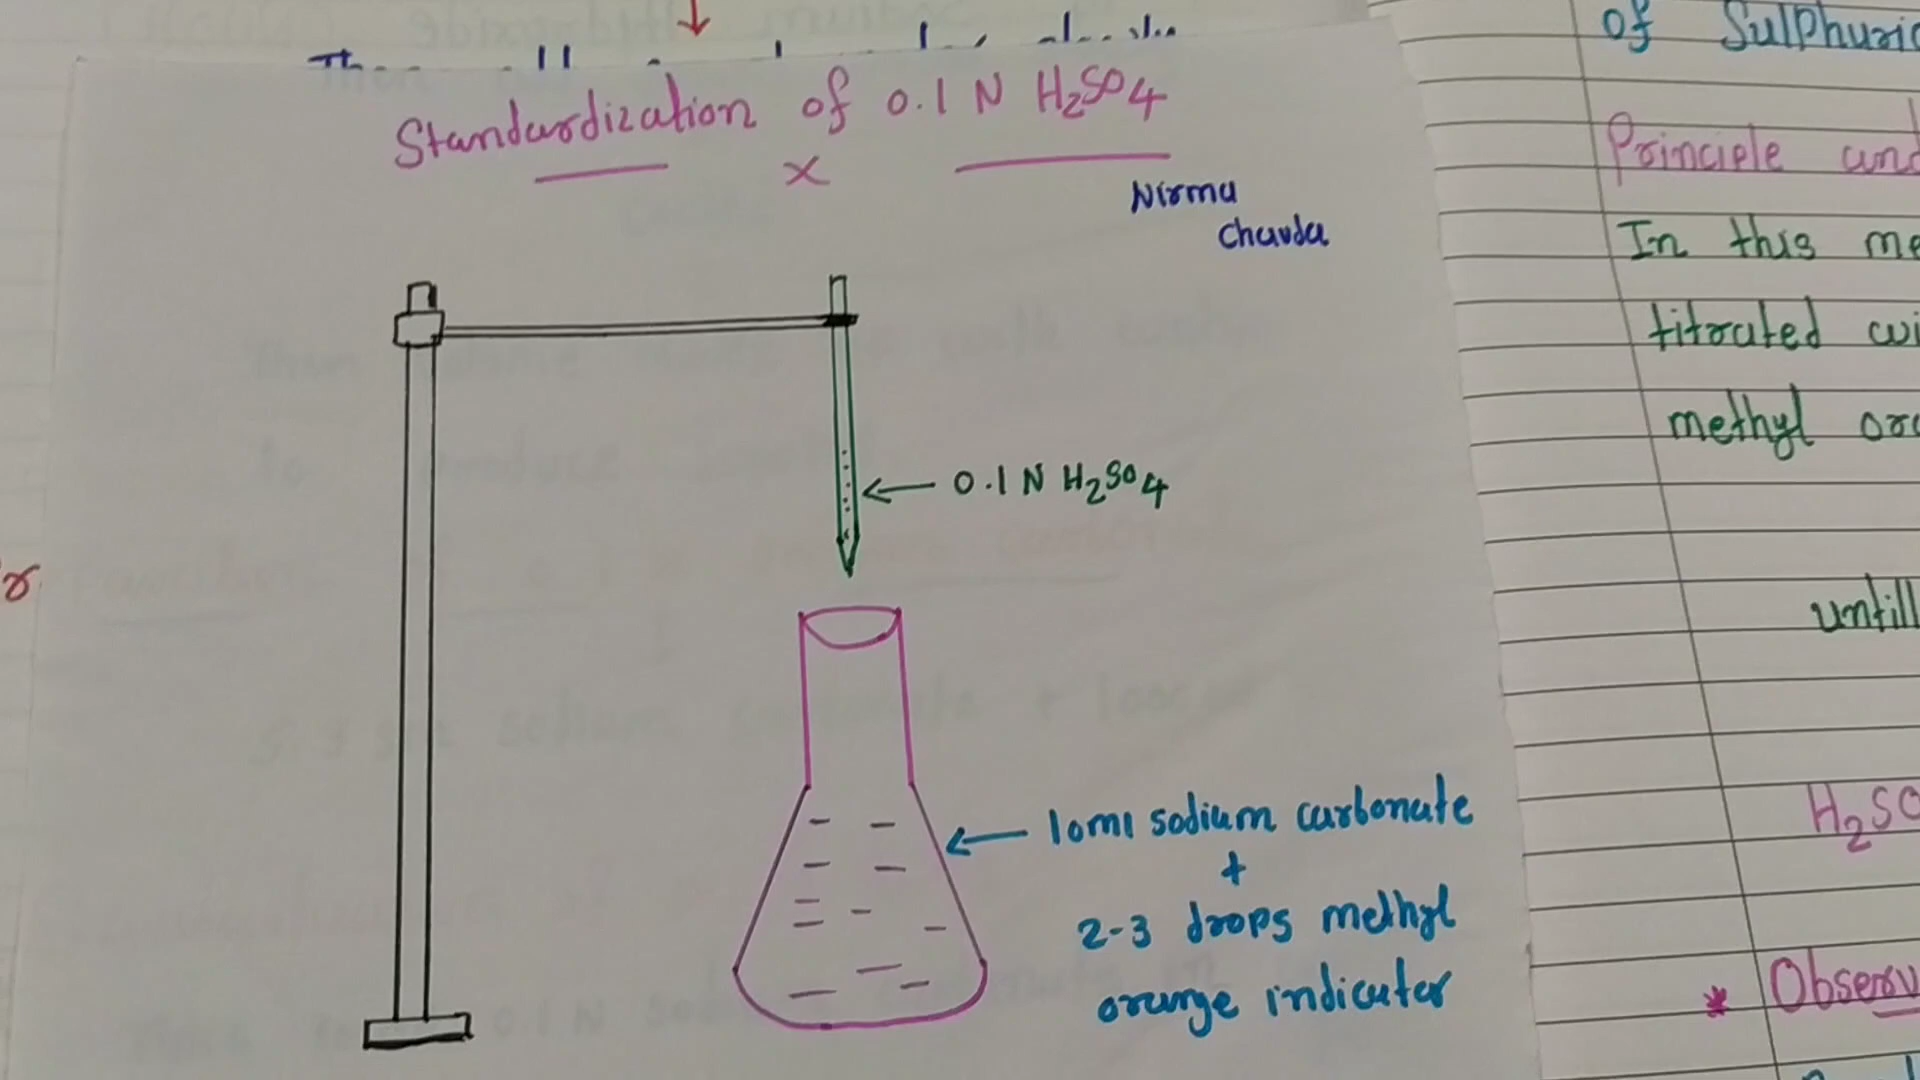 Standardization of 0.1 N H₂SO₄
x
Nirma
Chavda
0.1 N H₂SO₄
10ml sodium carbonate
+
2-3 drops methyl
orange indicator
r
of Sulphuric
Principle and
In this me
titrated wi
methyl ora
untill
H₂SO
* Observ